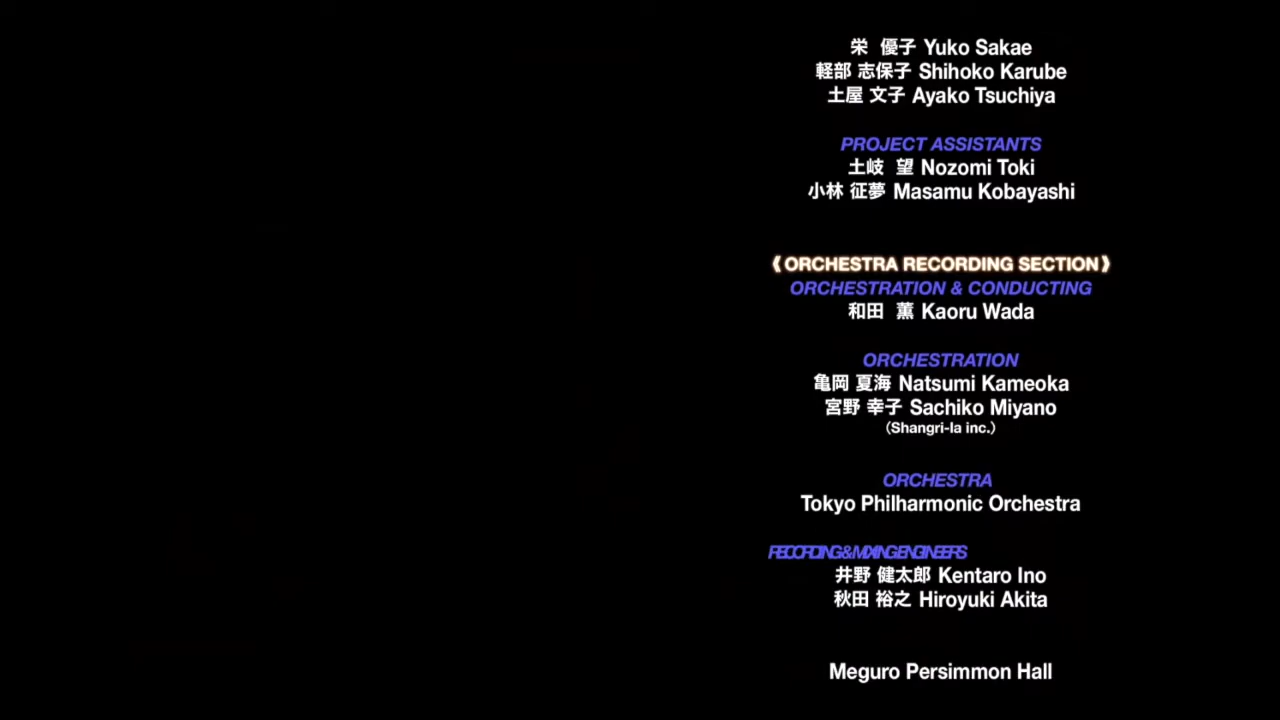 栄 優子 Yuko Sakae
軽部 志保子 Shihoko Karube
土屋 文子 Ayako Tsuchiya
PROJECT ASSISTANTS
土岐 望 Nozomi Toki
小林 征夢 Masamu Kobayashi
《ORCHESTRA RECORDING SECTION》
ORCHESTRATION & CONDUCTING
和田 薫 Kaoru Wada
ORCHESTRATION
亀岡 夏海 Natsumi Kameoka
宮野 幸子 Sachiko Miyano
(Shangri-la inc.)
ORCHESTRA
Tokyo Philharmonic Orchestra
RECORDING & MIXING ENGINEERS
井野 健太郎 Kentaro Ino
秋田 裕之 Hiroyuki Akita
Meguro Persimmon Hall